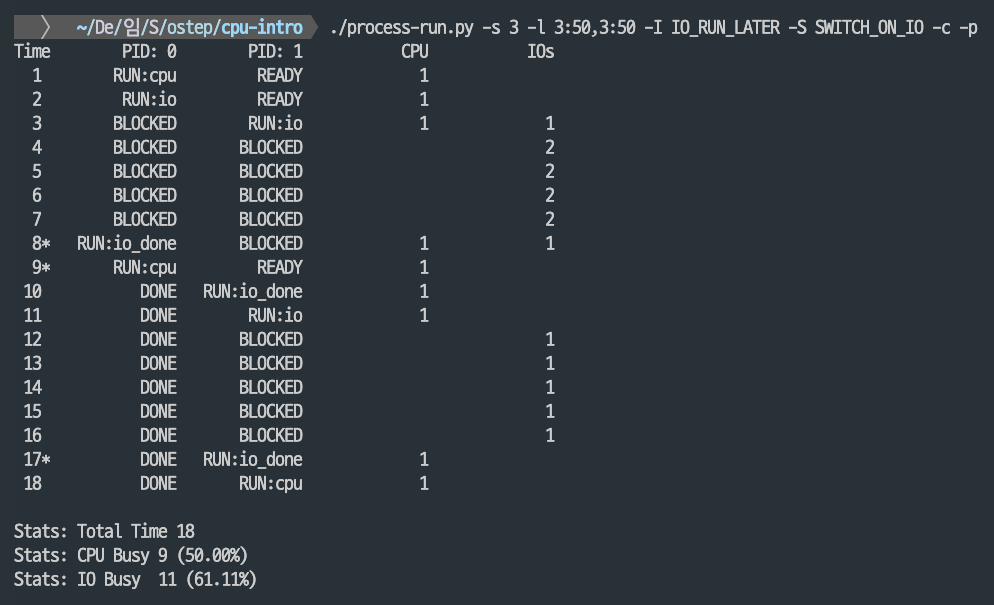 ~/De/임/S/ostep/cpu-intro ./process-run.py -s 3 -l 3:50,3:50 -I IO_RUN_LATER -S SWITCH_ON_IO -c -p
Time PID: 0 PID: 1 CPU IOs
1 RUN:cpu READY 1
2 RUN:io READY 1
3 BLOCKED RUN:io 1 1
4 BLOCKED BLOCKED 2
5 BLOCKED BLOCKED 2
6 BLOCKED BLOCKED 2
7 BLOCKED BLOCKED 2
8* RUN:io_done BLOCKED 1 1
9* RUN:cpu READY 1
10 DONE RUN:io_done 1
11 DONE RUN:io 1
12 DONE BLOCKED 1
13 DONE BLOCKED 1
14 DONE BLOCKED 1
15 DONE BLOCKED 1
16 DONE BLOCKED 1
17* DONE RUN:io_done 1
18 DONE RUN:cpu 1
Stats: Total Time 18
Stats: CPU Busy 9 (50.00%)
Stats: IO Busy 11 (61.11%)